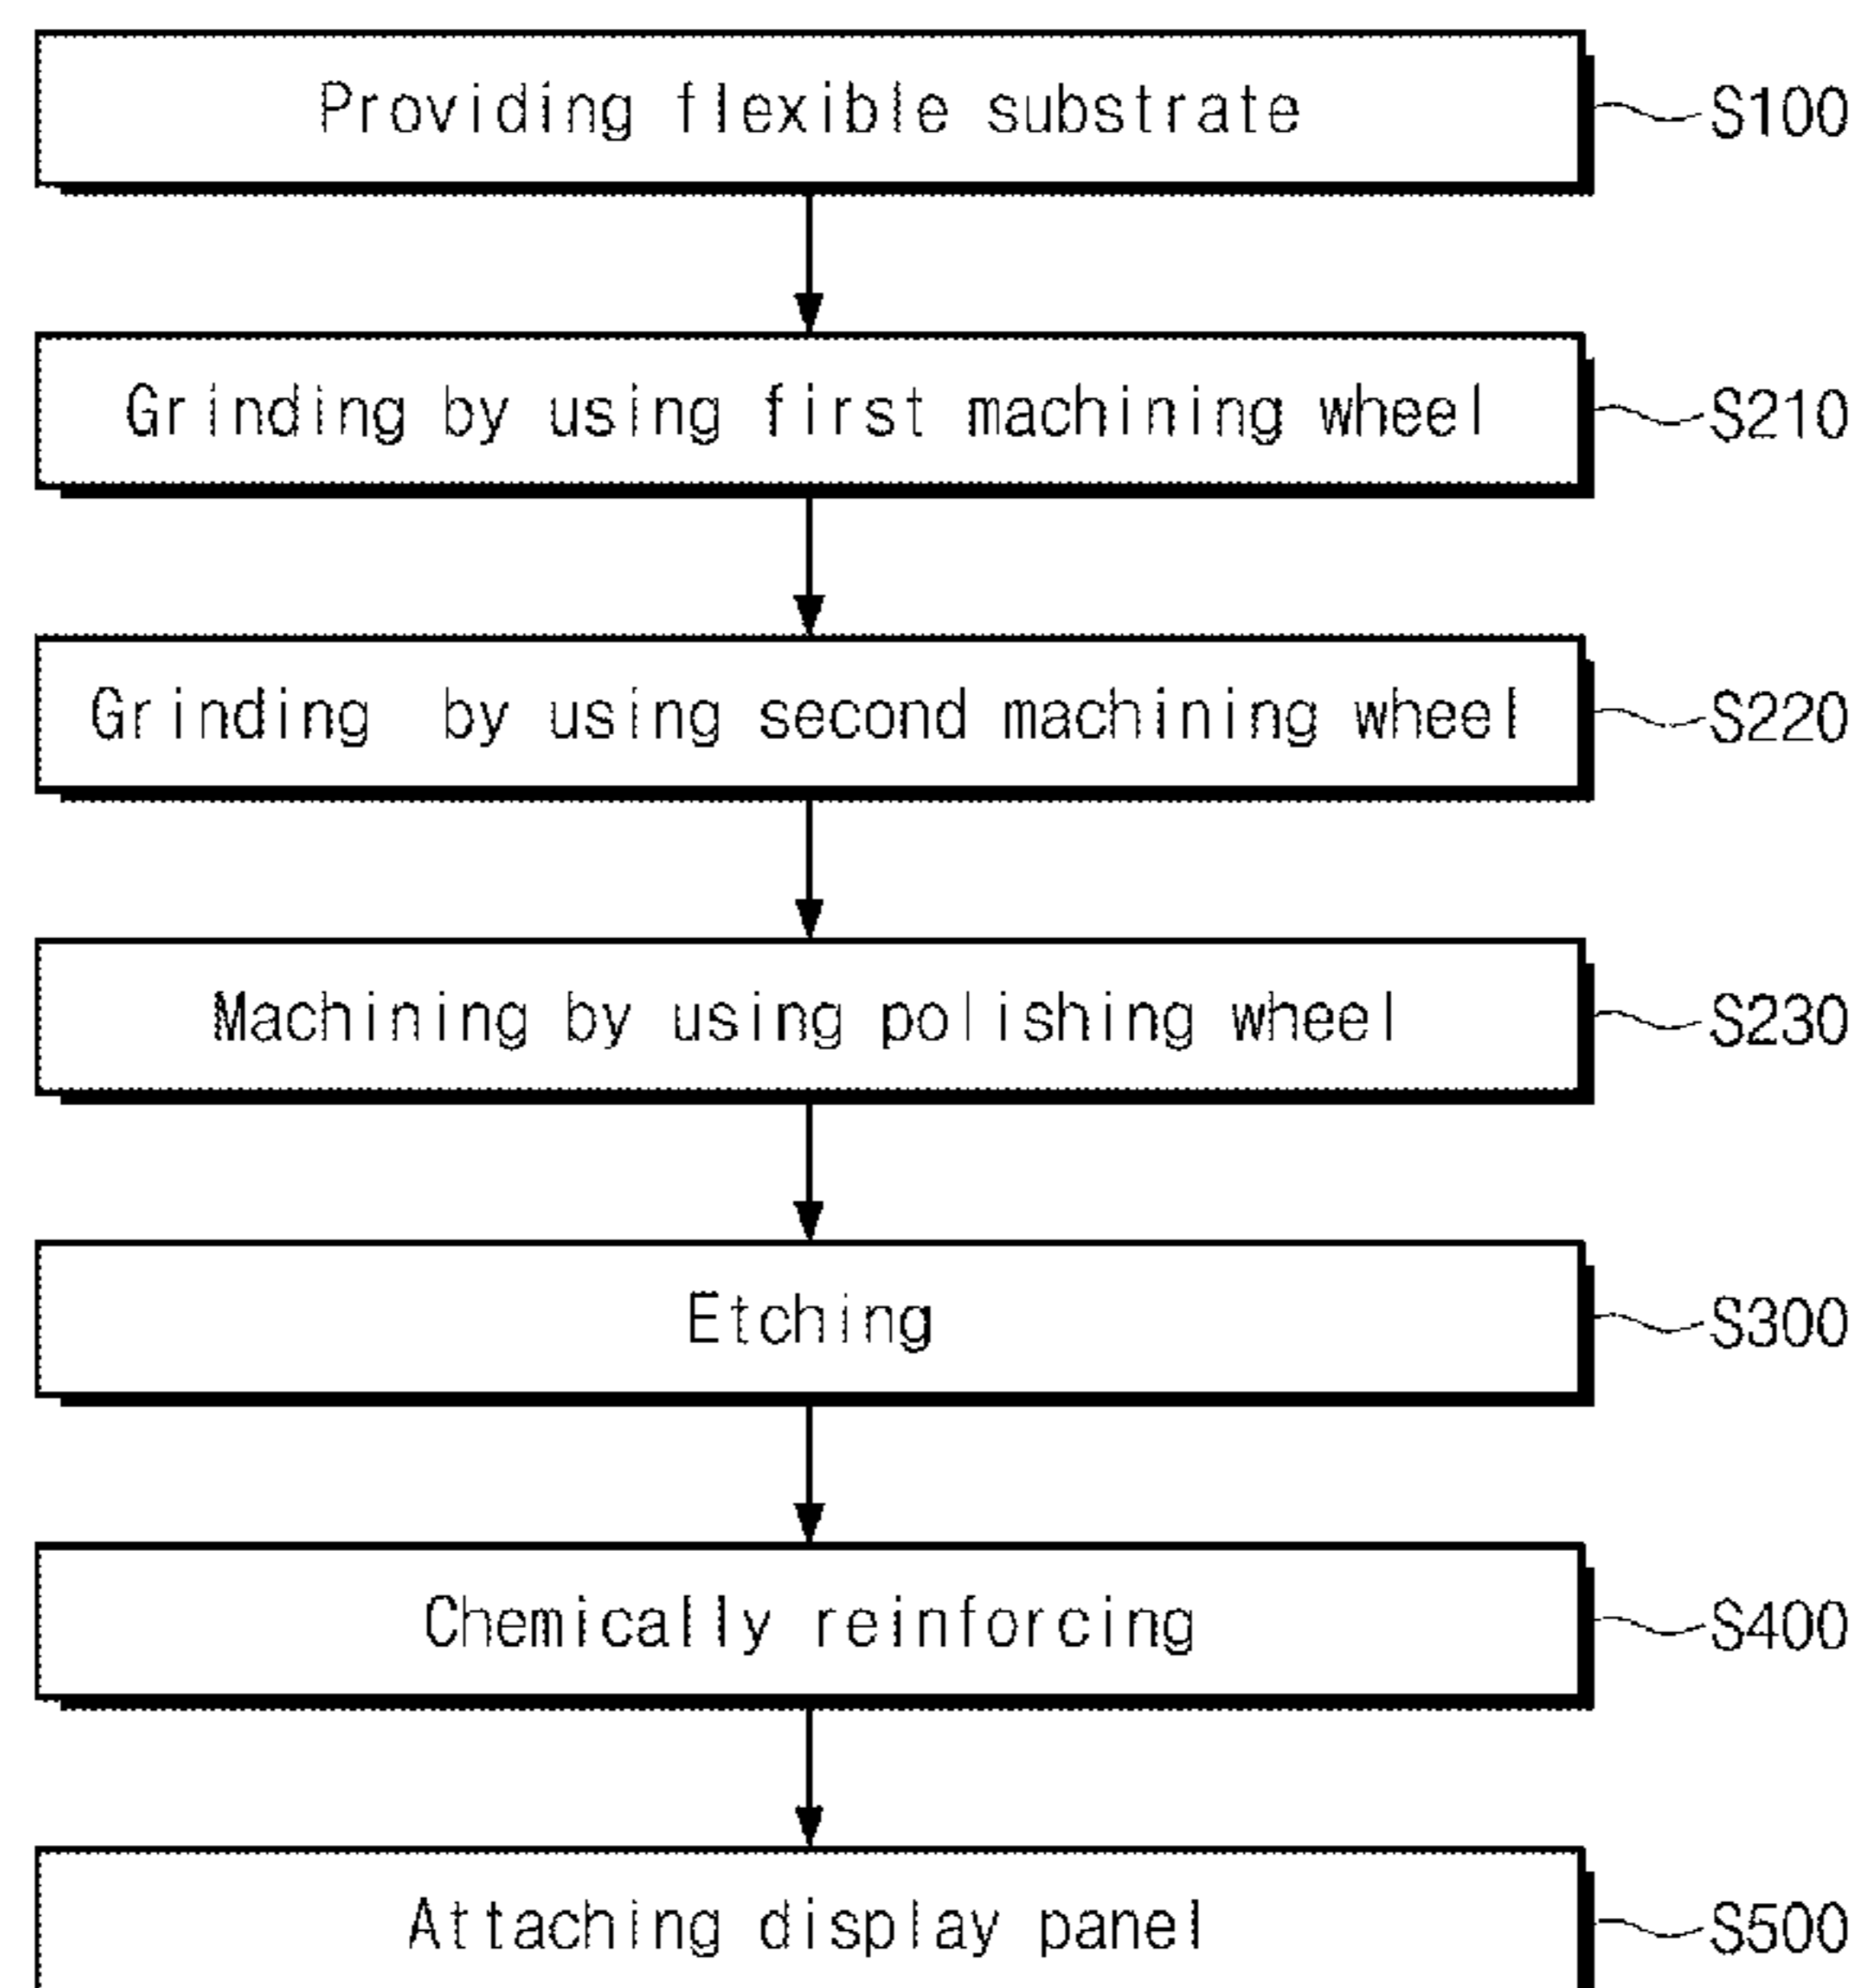 Providing flexible substrate S100
Grinding by using first machining wheel S210
Grinding by using second machining wheel S220
Machining by using polishing wheel S230
Etching S300
Chemically reinforcing S400
Attaching display panel S500